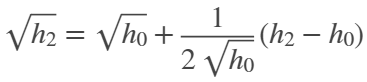 √h₂ = √h₀ + 1/(2 √h₀) (h₂ − h₀)